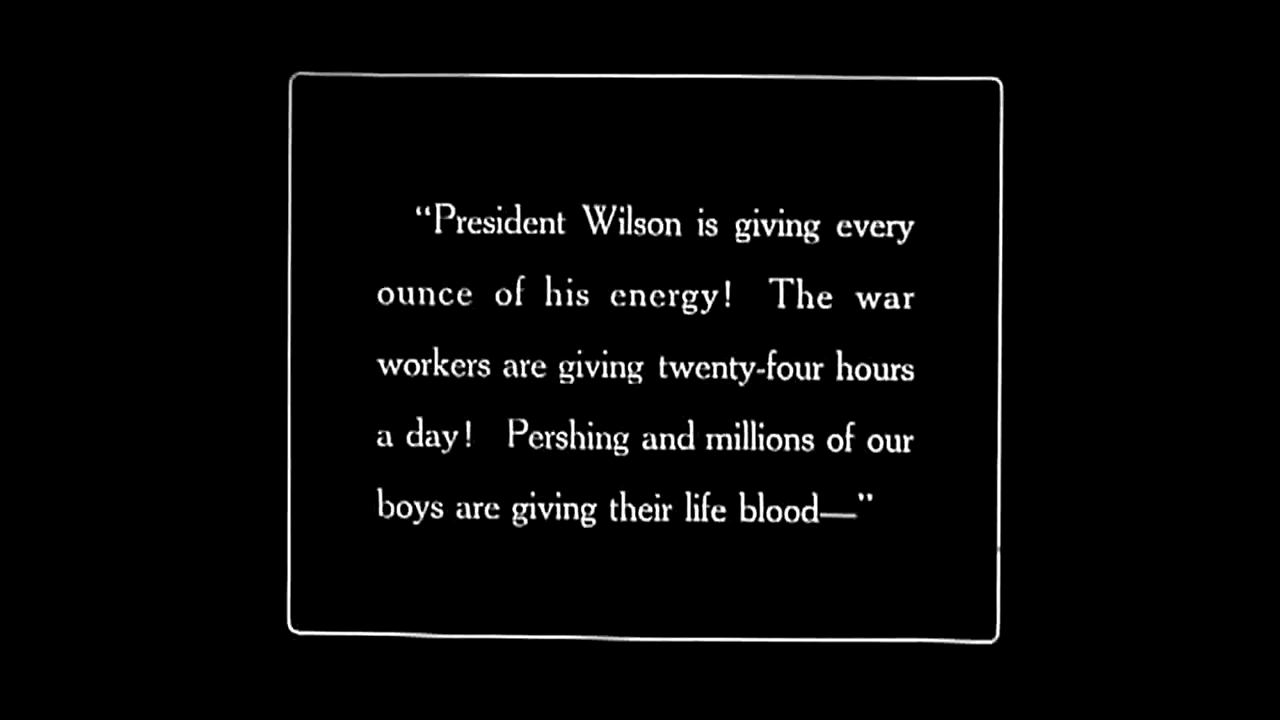 “President Wilson is giving every
ounce of his energy! The war
workers are giving twenty-four hours
a day! Pershing and millions of our
boys are giving their life blood—”